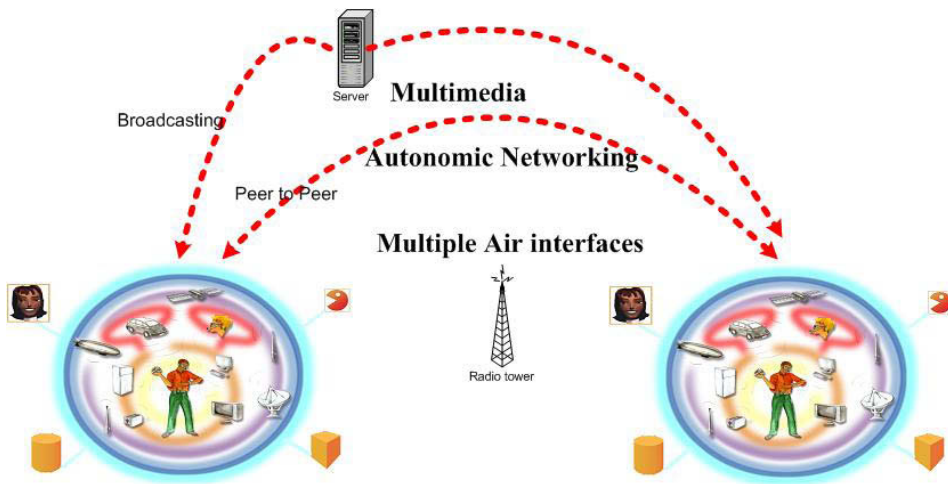 Server
Multimedia
Broadcasting
Autonomic Networking
Peer to Peer
Multiple Air interfaces
Radio tower